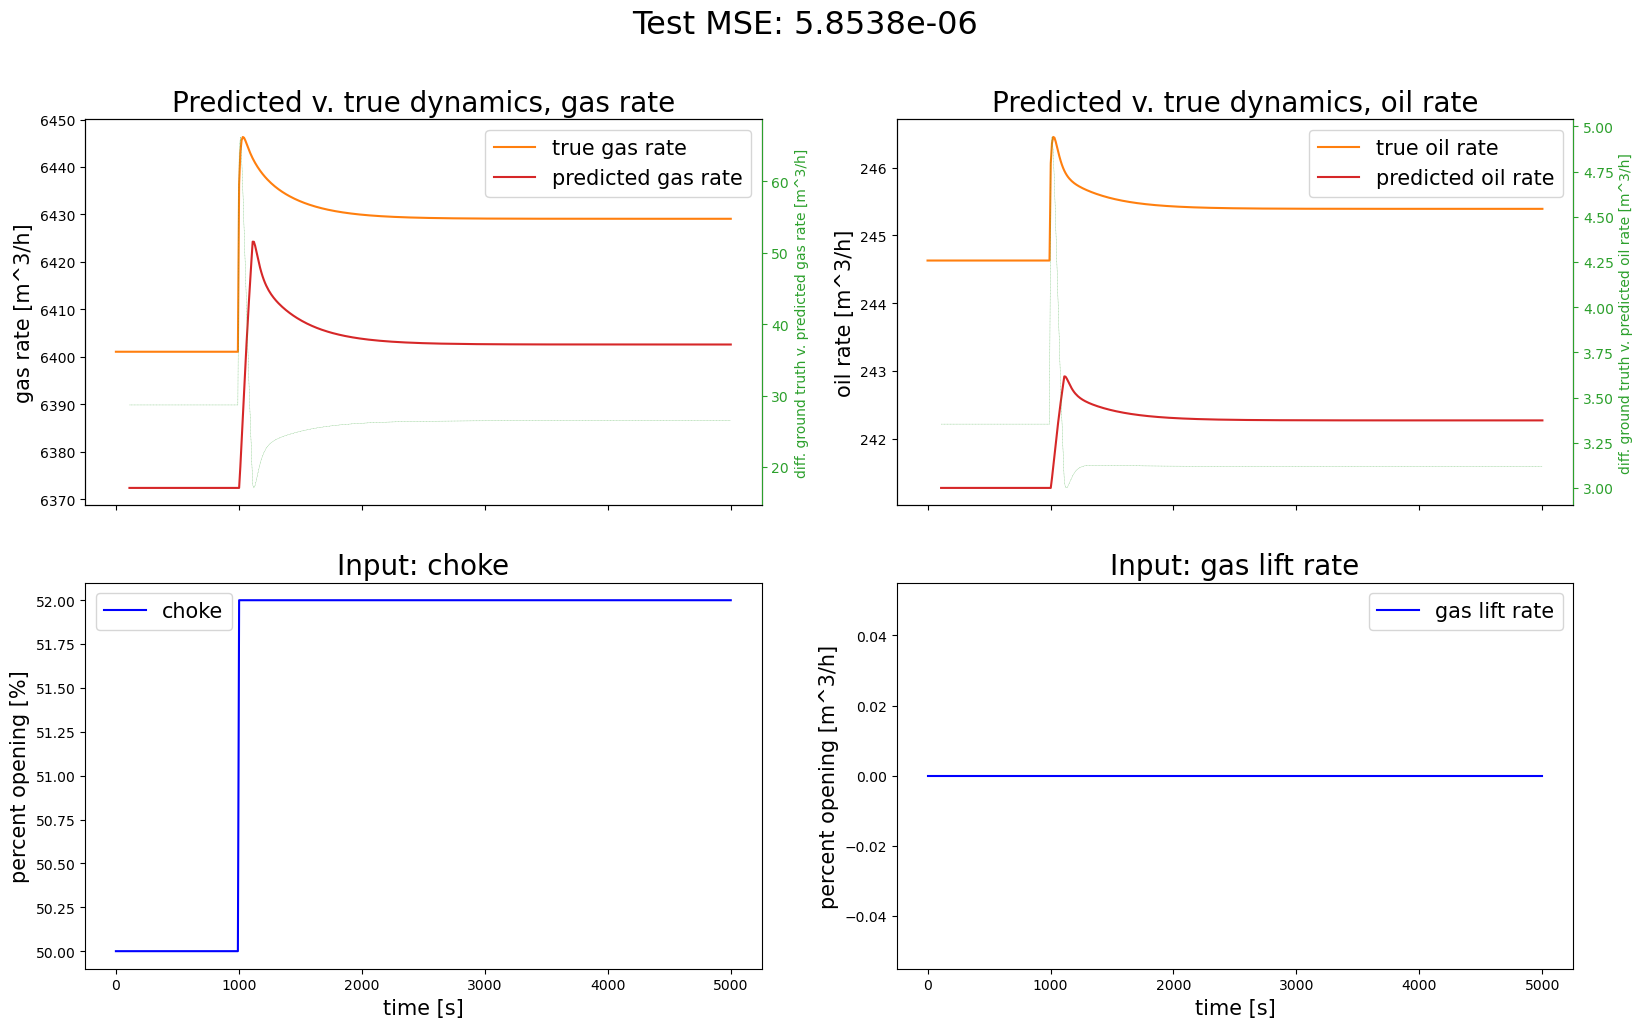 Test MSE: 5.8538e-06
Predicted v. true dynamics, gas rate
6450
6440
6430
6420
6410
6400
6390
6380
6370
gas rate [m^3/h]
true gas rate
predicted gas rate
60
50
40
30
20
diff. ground truth v. predicted gas rate [m^3/h]
Predicted v. true dynamics, oil rate
246
245
244
243
242
oil rate [m^3/h]
true oil rate
predicted oil rate
5.00
4.75
4.50
4.25
4.00
3.75
3.50
3.25
3.00
diff. ground truth v. predicted oil rate [m^3/h]
Input: choke
choke
52.00
51.75
51.50
51.25
51.00
50.75
50.50
50.25
50.00
percent opening [%]
0 1000 2000 3000 4000 5000
time [s]
Input: gas lift rate
gas lift rate
0.04
0.02
0.00
−0.02
−0.04
percent opening [m^3/h]
0 1000 2000 3000 4000 5000
time [s]